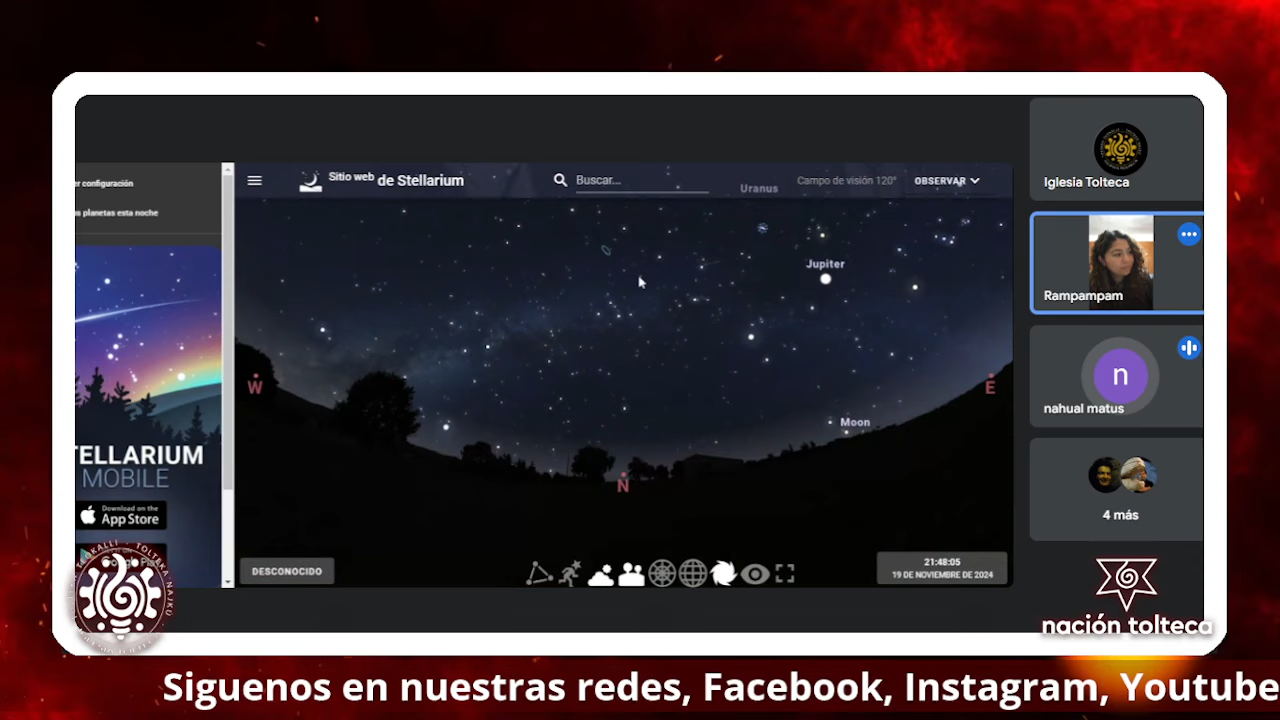 er configuración
s planetas esta noche
TELLARIUM
MOBILE
Download on the
App Store
Sitio web de Stellarium
Buscar...
Uranus
Campo de visión 120°
OBSERVAR
Jupiter
Moon
W
N
E
DESCONOCIDO
21:48:05
19 DE NOVIEMBRE DE 2024
Iglesia Tolteca
Rampampam
n
nahual matus
4 más
nación tolteca
Siguenos en nuestras redes, Facebook, Instagram, Youtube